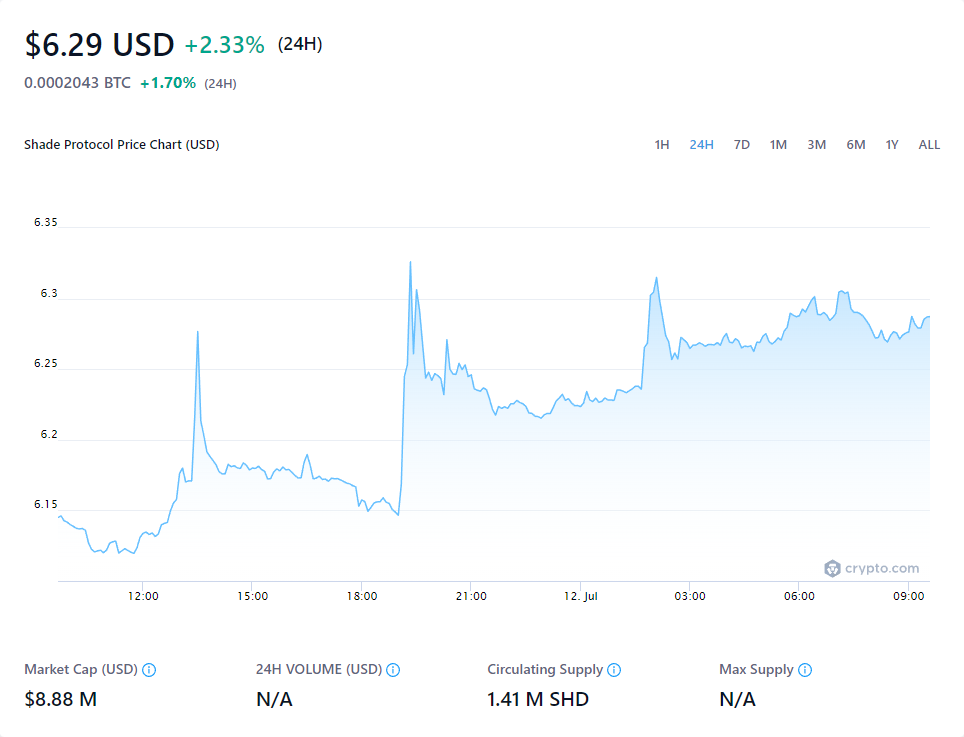 $6.29 USD +2.33% (24H)
0.0002043 BTC +1.70% (24H)
Shade Protocol Price Chart (USD) 1H 24H 7D 1M 3M 6M 1Y ALL
6.35
6.3
6.25
6.2
6.15
crypto.com
12:00 15:00 18:00 21:00 12. Jul 03:00 06:00 09:00
Market Cap (USD) 24H VOLUME (USD) Circulating Supply Max Supply
$8.88 M N/A 1.41 M SHD N/A